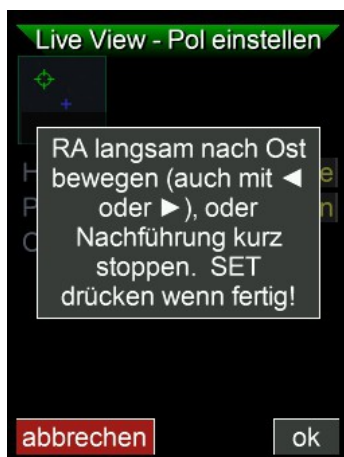 Live View - Pol einstellen
RA langsam nach Ost
bewegen (auch mit ◄
oder ►), oder
Nachführung kurz
stoppen.  SET
drücken wenn fertig!
abbrechen
ok